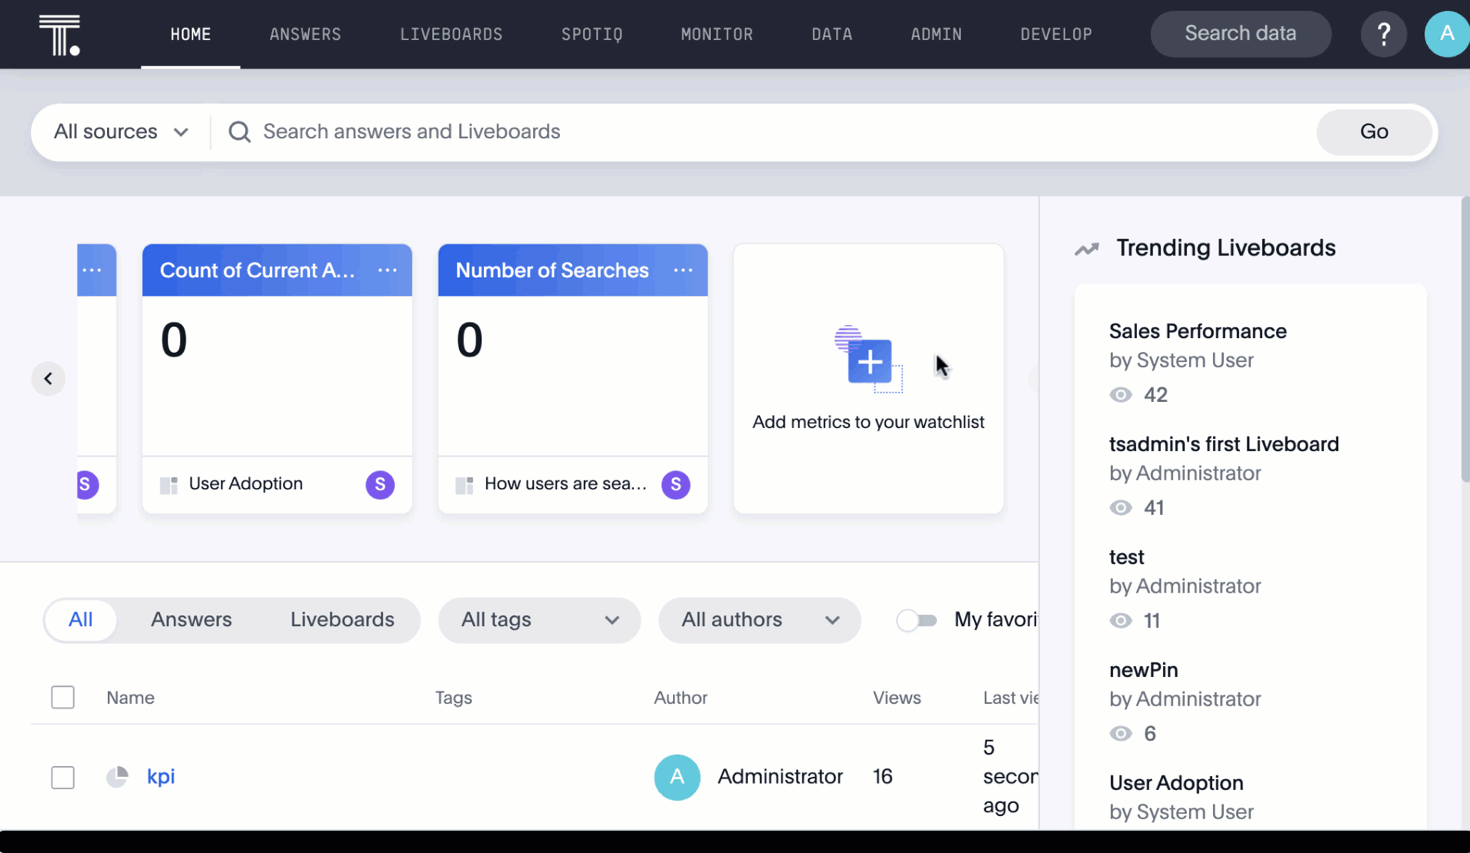 T.
HOME
ANSWERS
LIVEBOARDS
SPOTIQ
MONITOR
DATA
ADMIN
DEVELOP
Search data
?
A
All sources
Search answers and Liveboards
Go
...
S
Count of Current A... ...
0
User Adoption
S
Number of Searches ...
0
How users are sea...
S
Add metrics to your watchlist
Trending Liveboards
Sales Performance
by System User
42
tsadmin's first Liveboard
by Administrator
41
test
by Administrator
11
newPin
by Administrator
6
User Adoption
by System User
All
Answers
Liveboards
All tags
All authors
My favori
Name
Tags
Author
Views
Last vie
kpi
A
Administrator
16
5
secon
ago